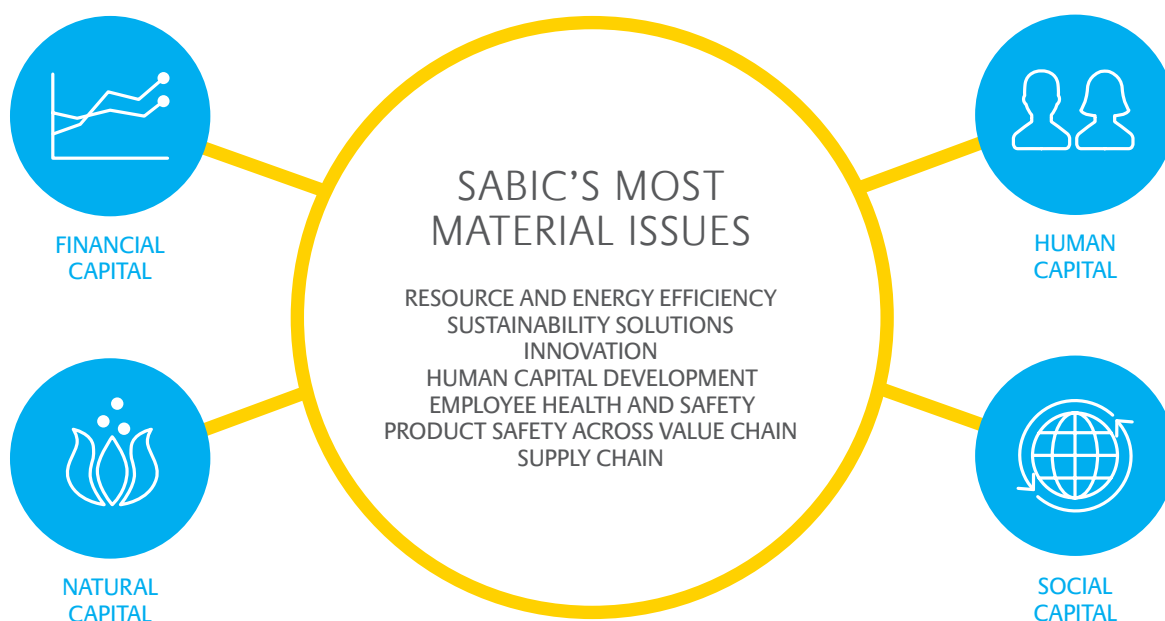 SABIC’S MOST
MATERIAL ISSUES
RESOURCE AND ENERGY EFFICIENCY
SUSTAINABILITY SOLUTIONS
INNOVATION
HUMAN CAPITAL DEVELOPMENT
EMPLOYEE HEALTH AND SAFETY
PRODUCT SAFETY ACROSS VALUE CHAIN
SUPPLY CHAIN
FINANCIAL
CAPITAL
HUMAN
CAPITAL
NATURAL
CAPITAL
SOCIAL
CAPITAL